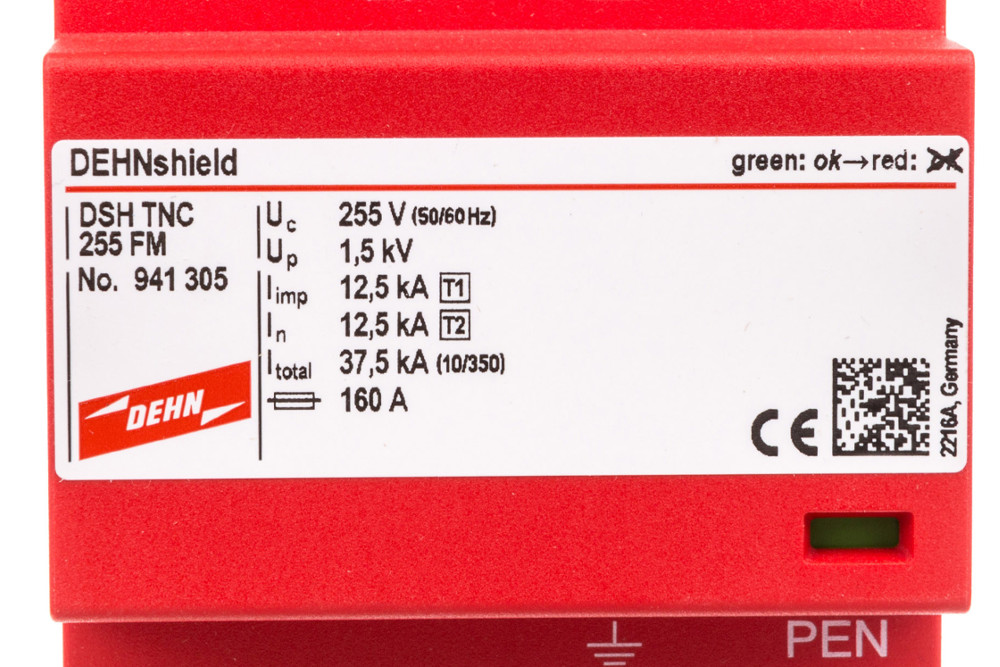 DEHNshield
green: ok→red:
DSH TNC
255 FM
No. 941 305
DEHN
Uc 255 V (50/60 Hz)
Up 1,5 kV
Iimp 12,5 kA T1
In 12,5 kA T2
Itotal 37,5 kA (10/350)
160 A
CE
2216A, Germany
PEN